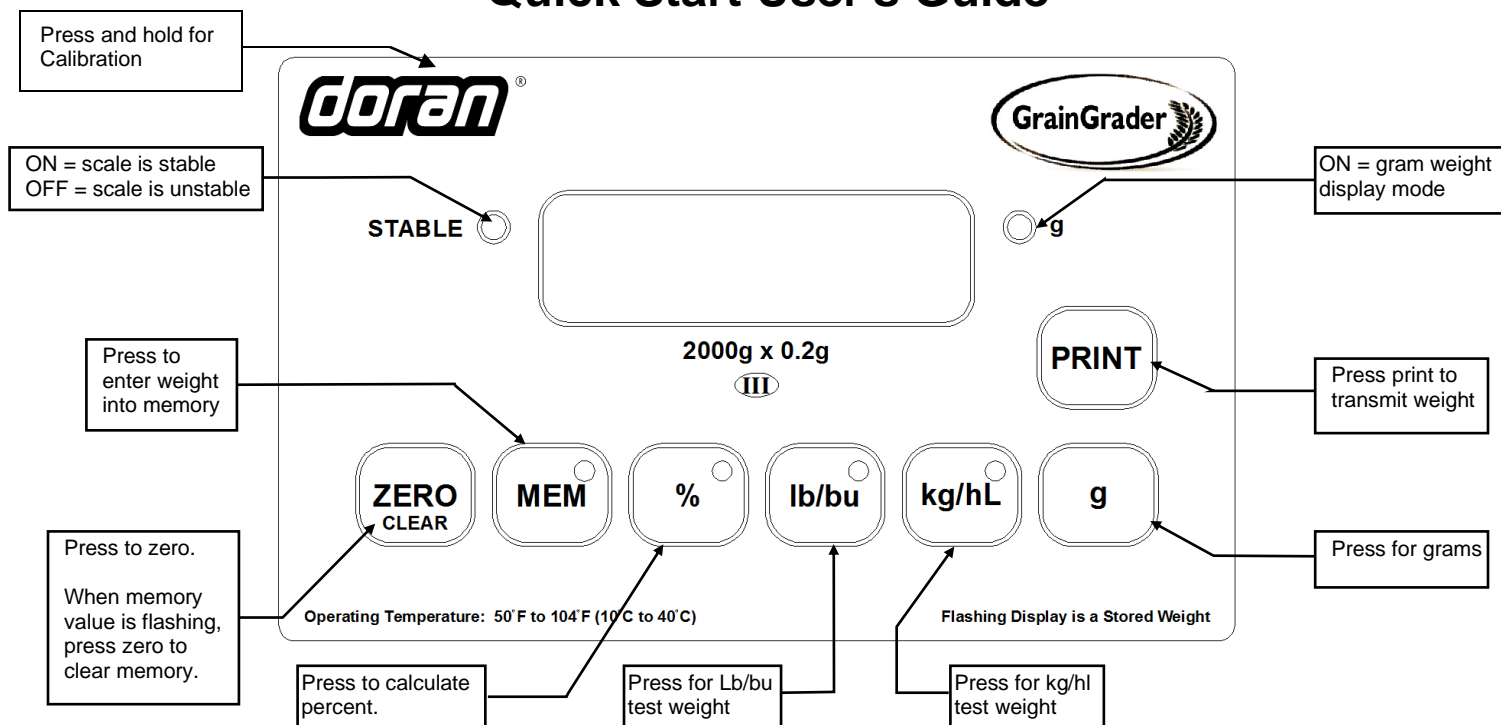 Quick Start User's Guide
Press and hold for
Calibration
doran®
GrainGrader
ON = scale is stable
OFF = scale is unstable
ON = gram weight
display mode
STABLE
g
2000g x 0.2g
III
PRINT
Press to
enter weight
into memory
Press print to
transmit weight
ZERO
CLEAR
MEM
%
lb/bu
kg/hL
g
Press to zero.
When memory
value is flashing,
press zero to
clear memory.
Press for grams
Operating Temperature: 50°F to 104°F (10°C to 40°C)
Flashing Display is a Stored Weight
Press to calculate
percent.
Press for Lb/bu
test weight
Press for kg/hl
test weight